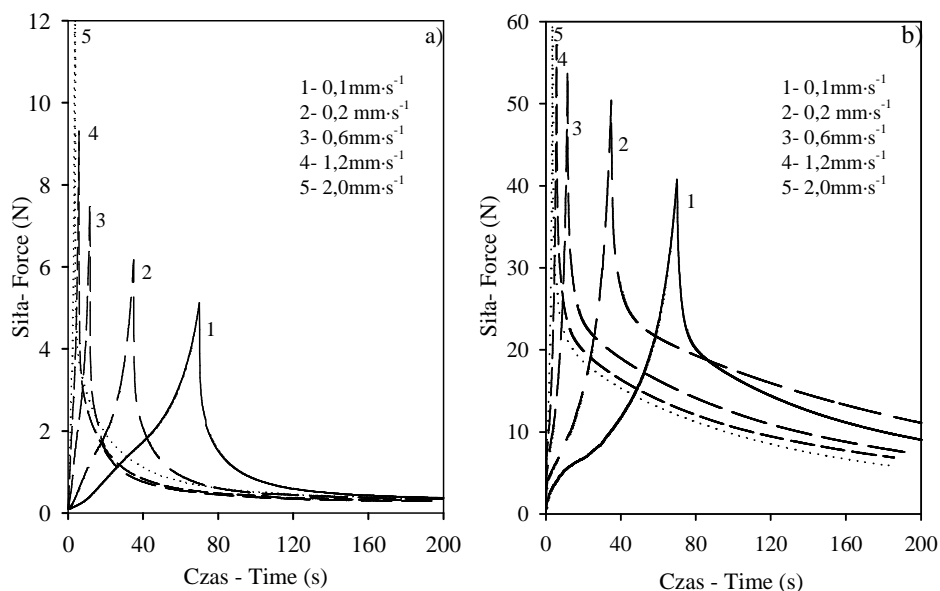 12
10
8
6
4
2
0
0
40
80
120
160
200
Siła- Force (N)
Czas - Time (s)
a)
1- 0,1mm·s-1
2- 0,2 mm·s-1
3- 0,6mm·s-1
4- 1,2mm·s-1
5- 2,0mm·s-1
5
4
3
2
1
60
50
40
30
20
10
0
0
40
80
120
160
200
Siła- Force (N)
Czas - Time (s)
b)
1- 0,1mm·s-1
2- 0,2 mm·s-1
3- 0,6mm·s-1
4- 1,2mm·s-1
5- 2,0mm·s-1
5
4
3
2
1